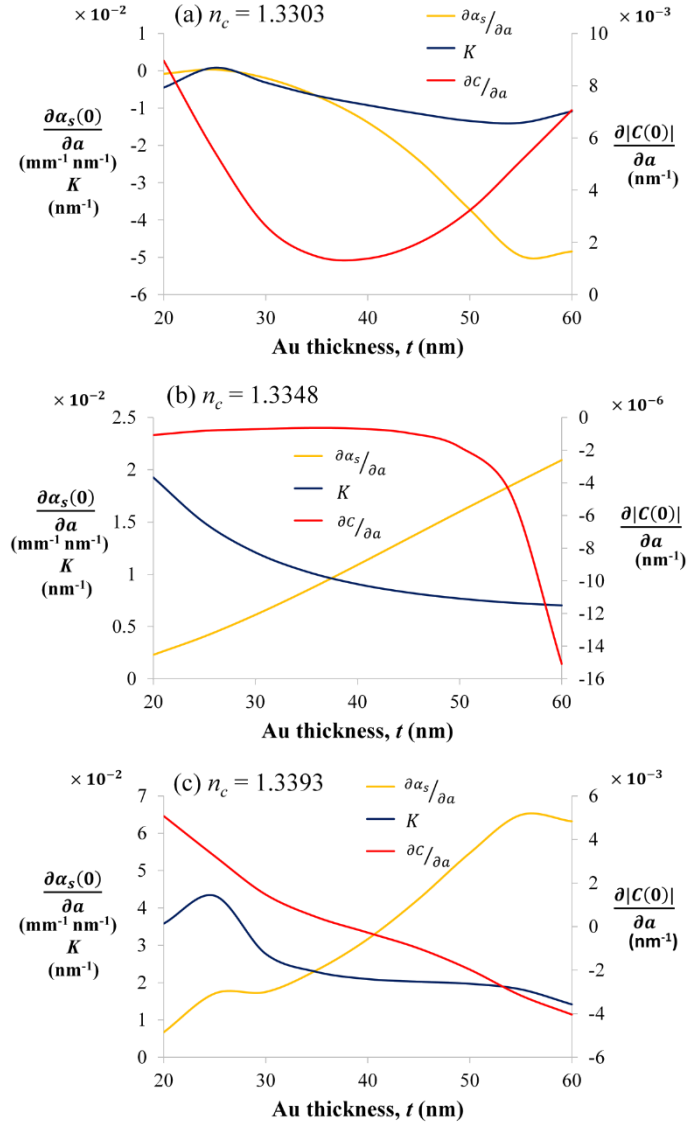 (a) n_c = 1.3303
× 10⁻²
× 10⁻³
∂α_s/∂a
K
∂C/∂a
1
0
-1
-2
-3
-4
-5
-6
10
8
6
4
2
0
∂α_s(0)
∂a
(mm⁻¹ nm⁻¹)
K
(nm⁻¹)
∂|C(0)|
∂a
(nm⁻¹)
20 30 40 50 60
Au thickness, t (nm)
(b) n_c = 1.3348
× 10⁻²
× 10⁻⁶
∂α_s/∂a
K
∂C/∂a
2.5
2
1.5
1
0.5
0
0
-2
-4
-6
-8
-10
-12
-14
-16
∂α_s(0)
∂a
(mm⁻¹ nm⁻¹)
K
(nm⁻¹)
∂|C(0)|
∂a
(nm⁻¹)
20 30 40 50 60
Au thickness, t (nm)
(c) n_c = 1.3393
× 10⁻²
× 10⁻³
∂α_s/∂a
K
∂C/∂a
7
6
5
4
3
2
1
0
6
4
2
0
-2
-4
-6
∂α_s(0)
∂a
(mm⁻¹ nm⁻¹)
K
(nm⁻¹)
∂|C(0)|
∂a
(nm⁻¹)
20 30 40 50 60
Au thickness, t (nm)